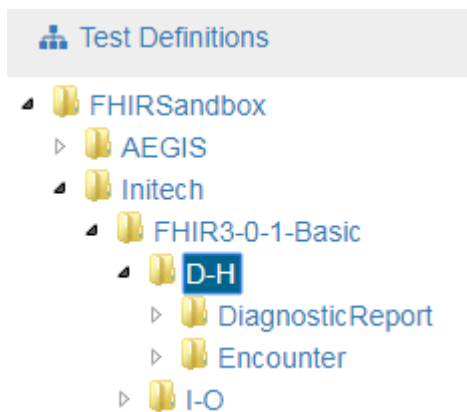 Test Definitions
FHIRSandbox
AEGIS
Initech
FHIR3-0-1-Basic
D-H
DiagnosticReport
Encounter
I-O